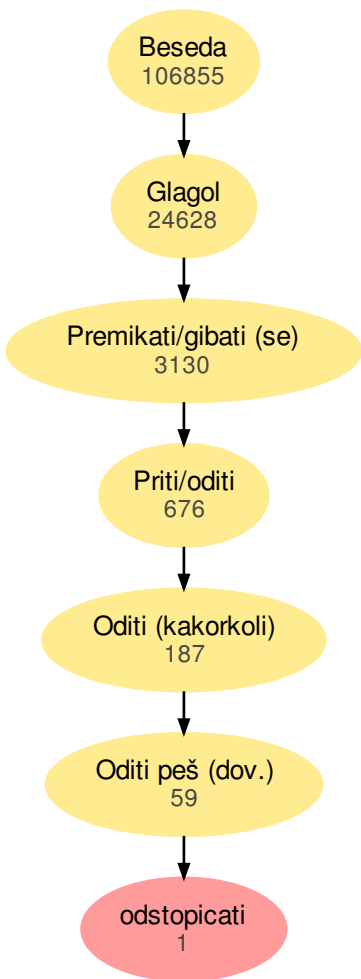 Beseda
106855
Glagol
24628
Premikati/gibati (se)
3130
Priti/oditi
676
Oditi (kakorkoli)
187
Oditi peš (dov.)
59
odstopicati
1